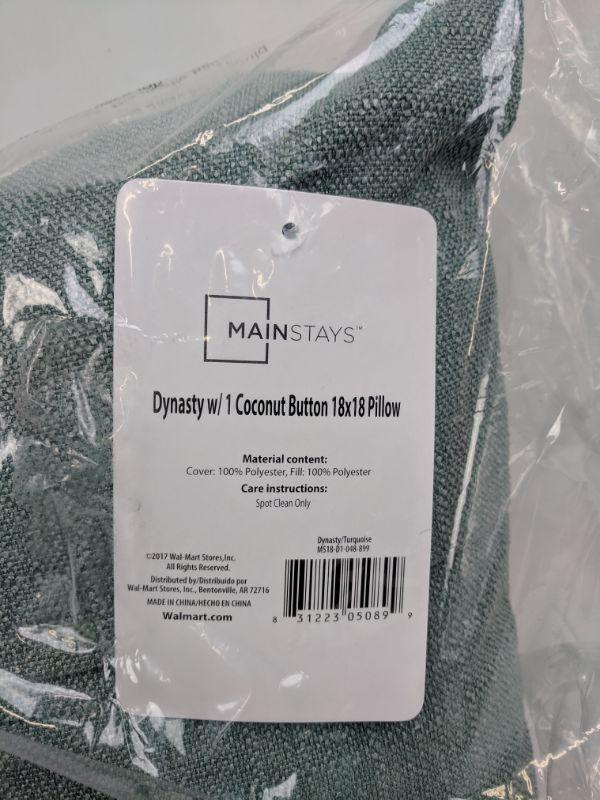 MAINSTAYS™
Dynasty w/ 1 Coconut Button 18x18 Pillow
Material content:
Cover: 100% Polyester, Fill: 100% Polyester
Care instructions:
Spot Clean Only
Dynasty/Turquoise
MS18-D1-048-899
©2017 Wal-Mart Stores,Inc.
All Rights Reserved.
Distributed by/Distribuido por
Wal-Mart Stores, Inc., Bentonville, AR 72716
MADE IN CHINA/HECHO EN CHINA
Walmart.com
8 31223 05089 9